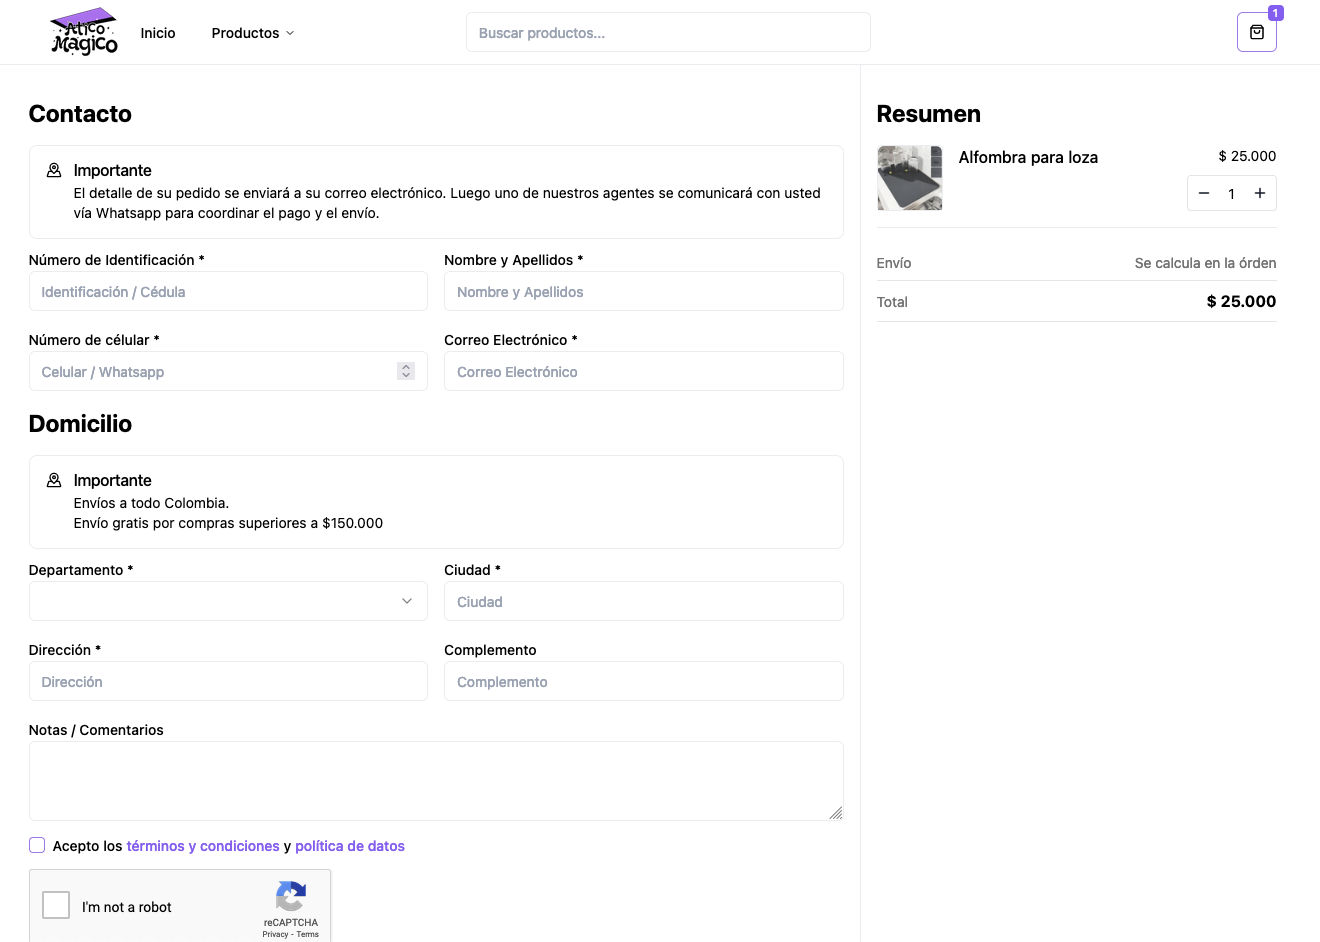 Atico
Magico
Inicio
Productos
Buscar productos...
1
Contacto
Importante
El detalle de su pedido se enviará a su correo electrónico. Luego uno de nuestros agentes se comunicará con usted
vía Whatsapp para coordinar el pago y el envío.
Número de Identificación *
Identificación / Cédula
Nombre y Apellidos *
Nombre y Apellidos
Número de célular *
Celular / Whatsapp
Correo Electrónico *
Correo Electrónico
Domicilio
Importante
Envíos a todo Colombia.
Envío gratis por compras superiores a $150.000
Departamento *
Ciudad *
Ciudad
Dirección *
Dirección
Complemento
Complemento
Notas / Comentarios
Acepto los términos y condiciones y política de datos
I'm not a robot
reCAPTCHA
Privacy - Terms
Resumen
Alfombra para loza
$ 25.000
1
Envío
Se calcula en la órden
Total
$ 25.000